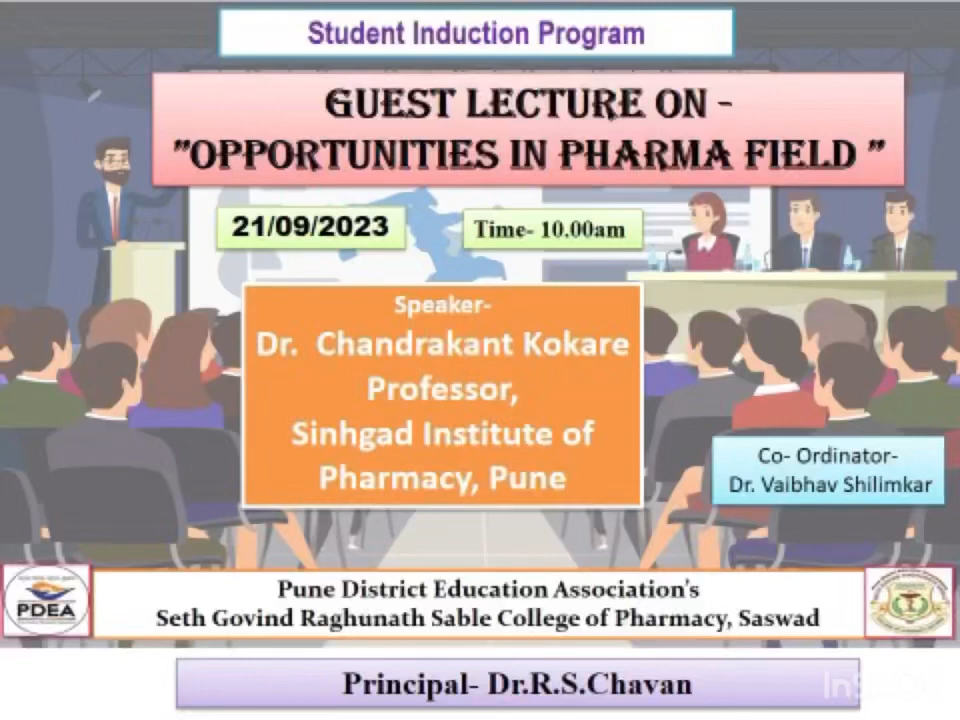 Student Induction Program
GUEST LECTURE ON -
"OPPORTUNITIES IN PHARMA FIELD "
21/09/2023
Time- 10.00am
Speaker-
Dr. Chandrakant Kokare
Professor,
Sinhgad Institute of
Pharmacy, Pune
Co- Ordinator-
Dr. Vaibhav Shilimkar
PDEA
Pune District Education Association's
Seth Govind Raghunath Sable College of Pharmacy, Saswad
Principal- Dr.R.S.Chavan